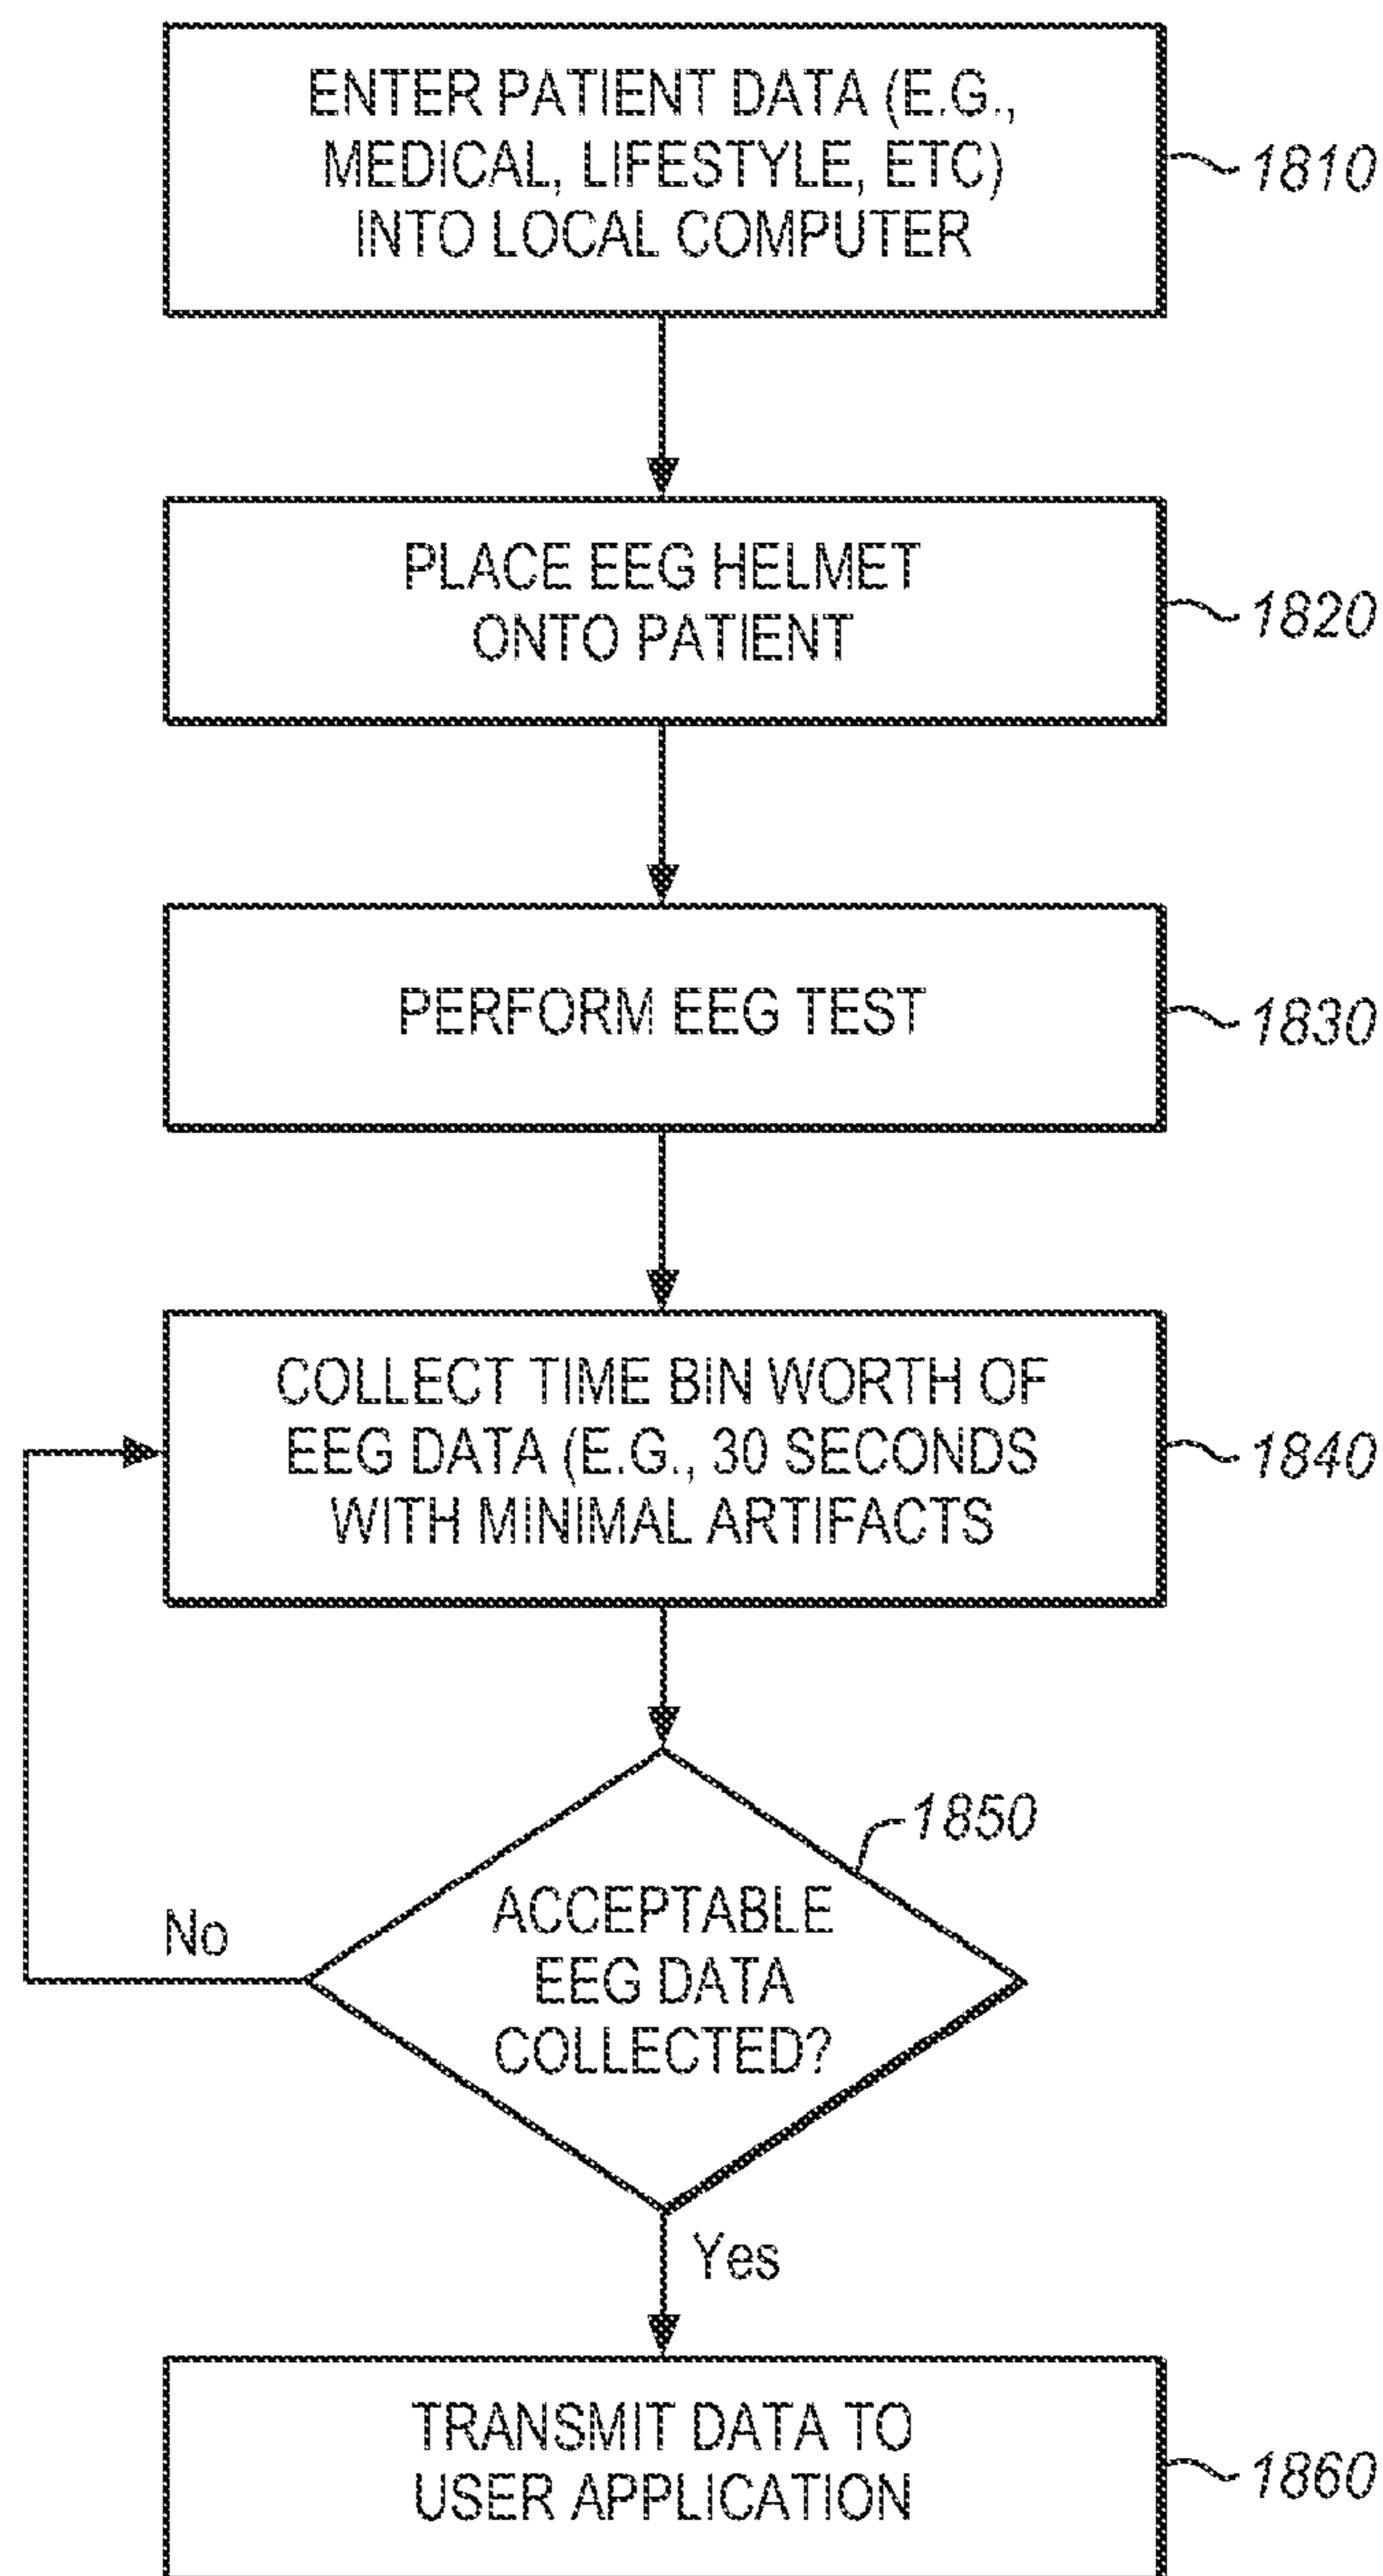 ENTER PATIENT DATA (E.G.,
MEDICAL, LIFESTYLE, ETC)
INTO LOCAL COMPUTER
1810
PLACE EEG HELMET
ONTO PATIENT
1820
PERFORM EEG TEST
1830
COLLECT TIME BIN WORTH OF
EEG DATA (E.G., 30 SECONDS
WITH MINIMAL ARTIFACTS
1840
1850
ACCEPTABLE
EEG DATA
COLLECTED?
No
Yes
TRANSMIT DATA TO
USER APPLICATION
1860